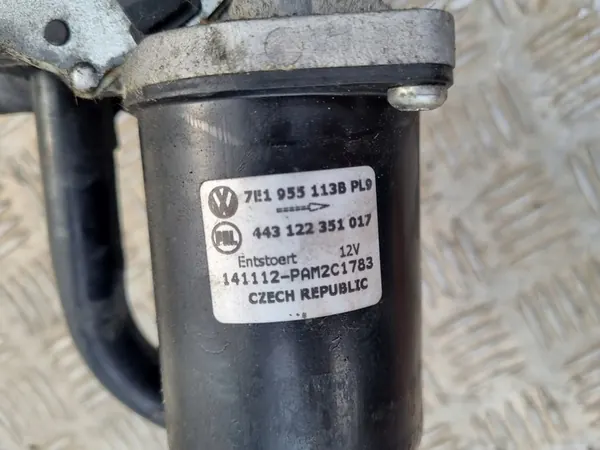 7E1 955 113B PL9
443 122 351 017
Entstoert 12V
141112-PAM2C1783
CZECH REPUBLIC